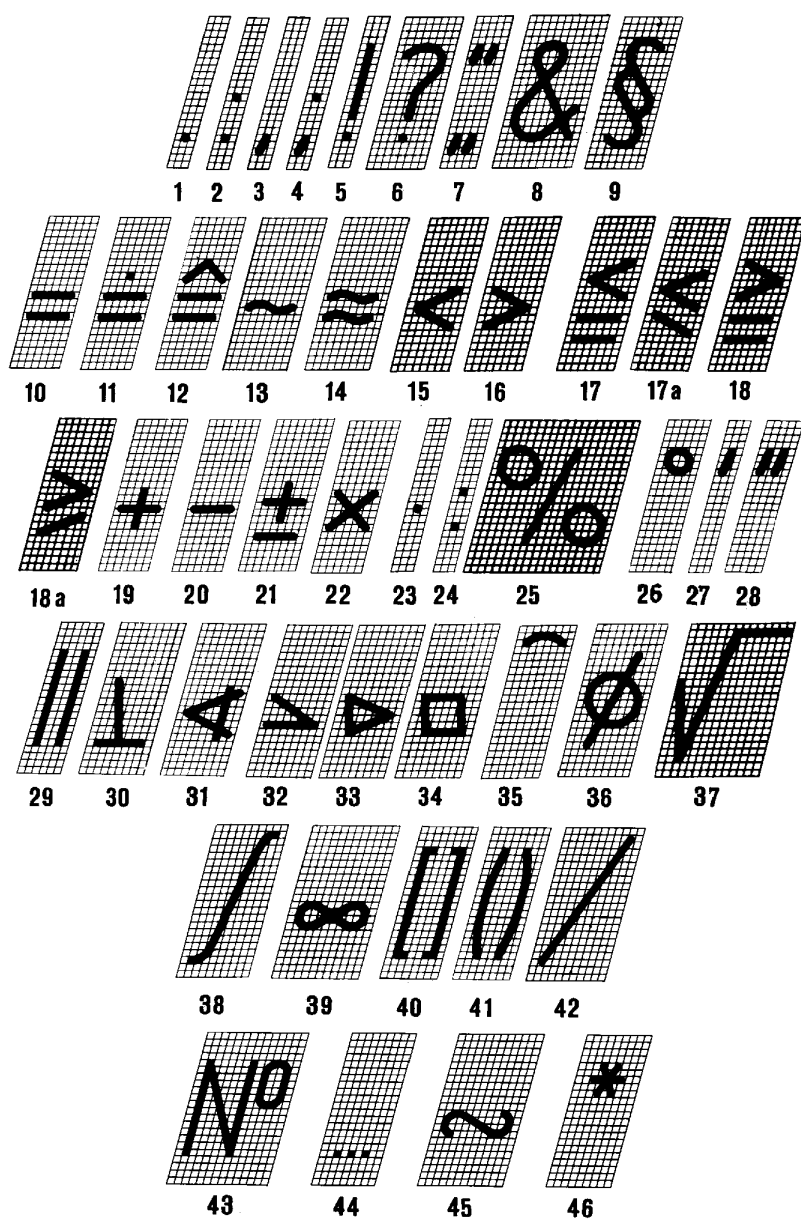 . : , ; ! ? " „ & §
1 2 3 4 5 6 7 8 9
= ≐ ≙ ~ ≈ < > ≦ ⩽ ≧
10 11 12 13 14 15 16 17 17a 18
⩾ + − ± × · : % ° ′ ″
18a 19 20 21 22 23 24 25 26 27 28
∥ ⊥ ∢ ⦣ ▷ □ ⌒ ⌀ √
29 30 31 32 33 34 35 36 37
∫ ∞ [] () /
38 39 40 41 42
№ ... ∾ *
43 44 45 46